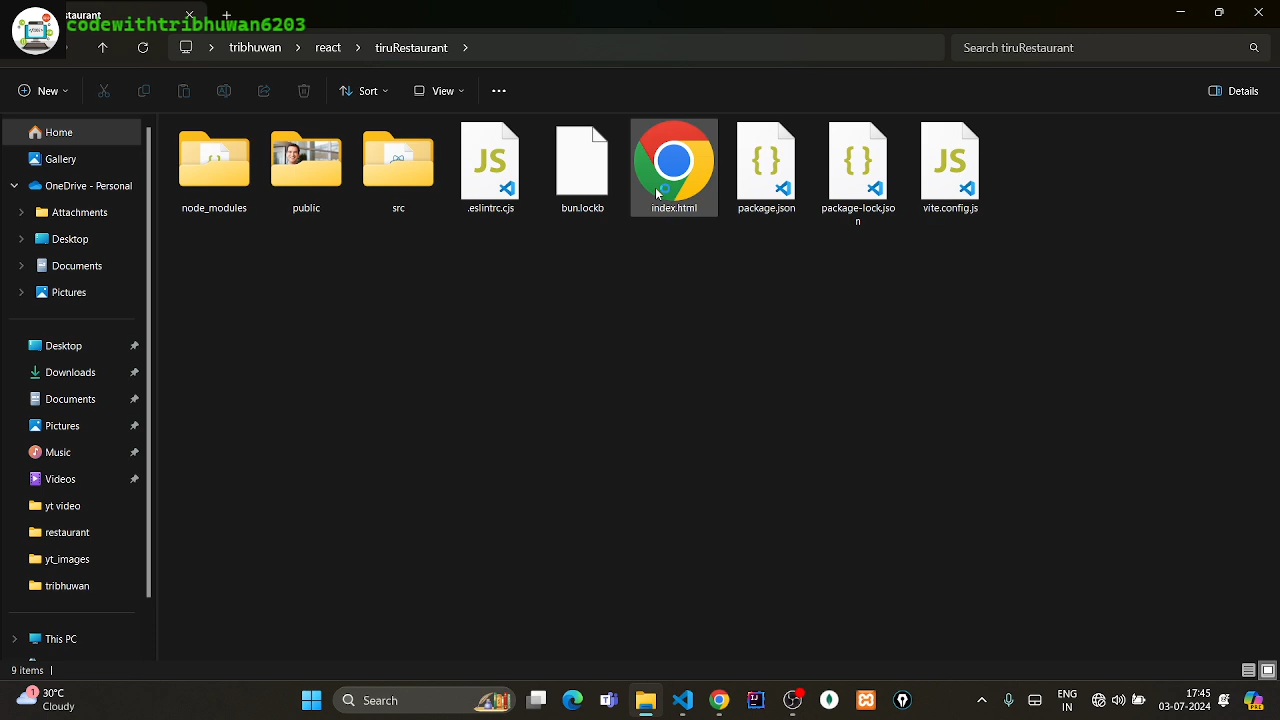 staurant
codewithtribhuwan6203
tribhuwan
react
tiruRestaurant
Search tiruRestaurant
New
Sort
View
Details
Home
Gallery
OneDrive - Personal
Attachments
Desktop
Documents
Pictures
Desktop
Downloads
Documents
Pictures
Music
Videos
yt video
restaurant
yt_images
tribhuwan
This PC
node_modules
public
src
.eslintrc.cjs
bun.lockb
index.html
package.json
package-lock.jso
n
vite.config.js
JS
{ }
{ }
JS
9 items
1
30°C
Cloudy
Search
ENG
IN
17:45
03-07-2024